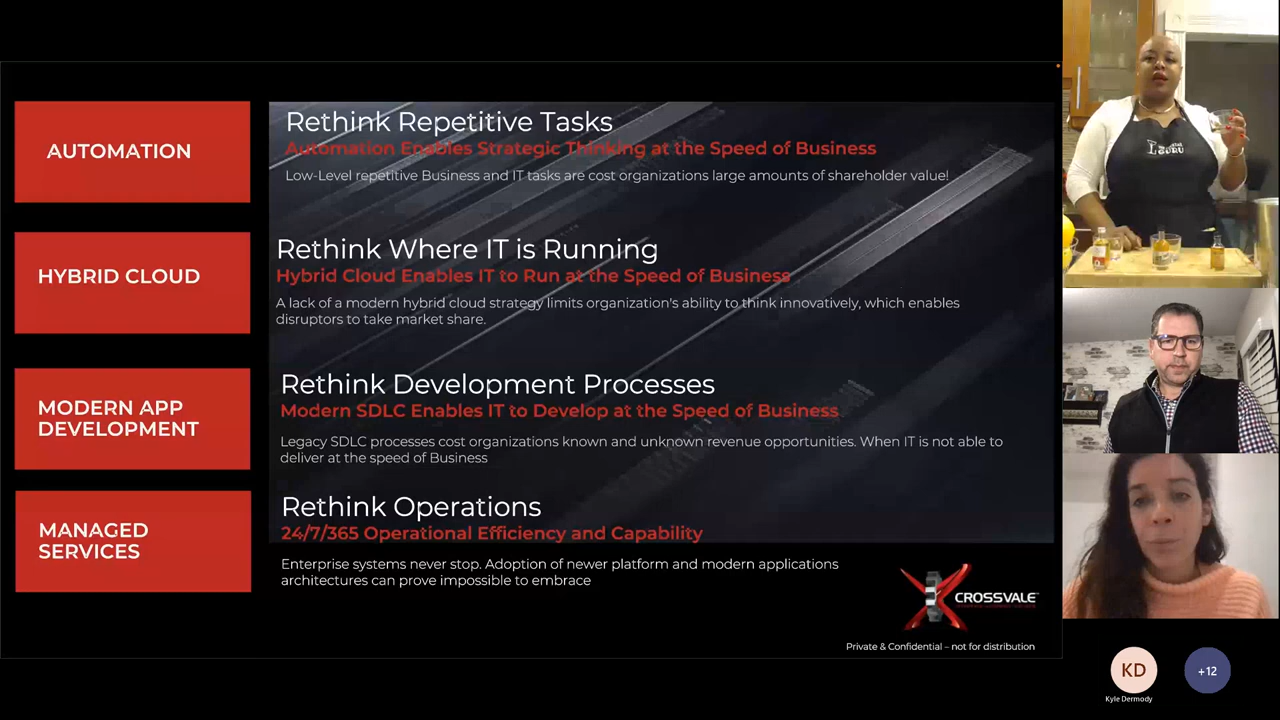 AUTOMATION
Rethink Repetitive Tasks
Automation Enables Strategic Thinking at the Speed of Business
Low-Level repetitive Business and IT tasks are cost organizations large amounts of shareholder value!
HYBRID CLOUD
Rethink Where IT is Running
Hybrid Cloud Enables IT to Run at the Speed of Business
A lack of a modern hybrid cloud strategy limits organization's ability to think innovatively, which enables
disruptors to take market share.
MODERN APP
DEVELOPMENT
Rethink Development Processes
Modern SDLC Enables IT to Develop at the Speed of Business
Legacy SDLC processes cost organizations known and unknown revenue opportunities. When IT is not able to
deliver at the speed of Business
MANAGED
SERVICES
Rethink Operations
24/7/365 Operational Efficiency and Capability
Enterprise systems never stop. Adoption of newer platform and modern applications
architectures can prove impossible to embrace
CROSSVALE
Private & Confidential – not for distribution
KD
Kyle Dermody
+12